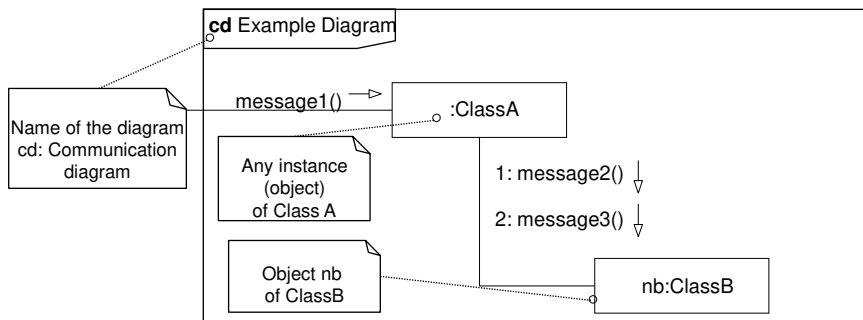 cd Example Diagram
message1()
:ClassA
Name of the diagram
cd: Communication
diagram
Any instance
(object)
of Class A
1: message2()
2: message3()
Object nb
of ClassB
nb:ClassB